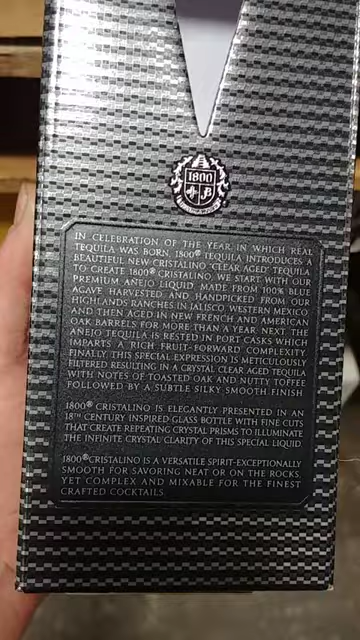 1800
IN CELEBRATION OF THE YEAR IN WHICH REAL
TEQUILA WAS BORN, 1800® TEQUILA INTRODUCES A
BEAUTIFUL NEW CRISTALINO "CLEAR AGED" TEQUILA
TO CREATE 1800® CRISTALINO, WE START WITH OUR
PREMIUM AÑEJO LIQUID, MADE FROM 100% BLUE
AGAVE HARVESTED AND HANDPICKED FROM OUR
HIGHLANDS RANCHES IN JALISCO, WESTERN MEXICO
AND THEN AGED IN NEW FRENCH AND AMERICAN
OAK BARRELS FOR MORE THAN A YEAR. NEXT THE
AÑEJO TEQUILA IS RESTED IN PORT CASKS WHICH
IMPARTS A RICH FRUIT-FORWARD COMPLEXITY.
FINALLY, THIS SPECIAL EXPRESSION IS METICULOUSLY
FILTERED RESULTING IN A CRYSTAL CLEAR AGED TEQUILA
WITH NOTES OF TOASTED OAK AND NUTTY TOFFEE
FOLLOWED BY A SUBTLE SILKY SMOOTH FINISH
1800® CRISTALINO IS ELEGANTLY PRESENTED IN AN
18TH CENTURY INSPIRED GLASS BOTTLE WITH FINE CUTS
THAT CREATE REPEATING CRYSTAL PRISMS TO ILLUMINATE
THE INFINITE CRYSTAL CLARITY OF THIS SPECIAL LIQUID.
1800® CRISTALINO IS A VERSATILE SPIRIT-EXCEPTIONALLY
SMOOTH FOR SAVORING NEAT OR ON THE ROCKS,
YET COMPLEX AND MIXABLE FOR THE FINEST
CRAFTED COCKTAILS.